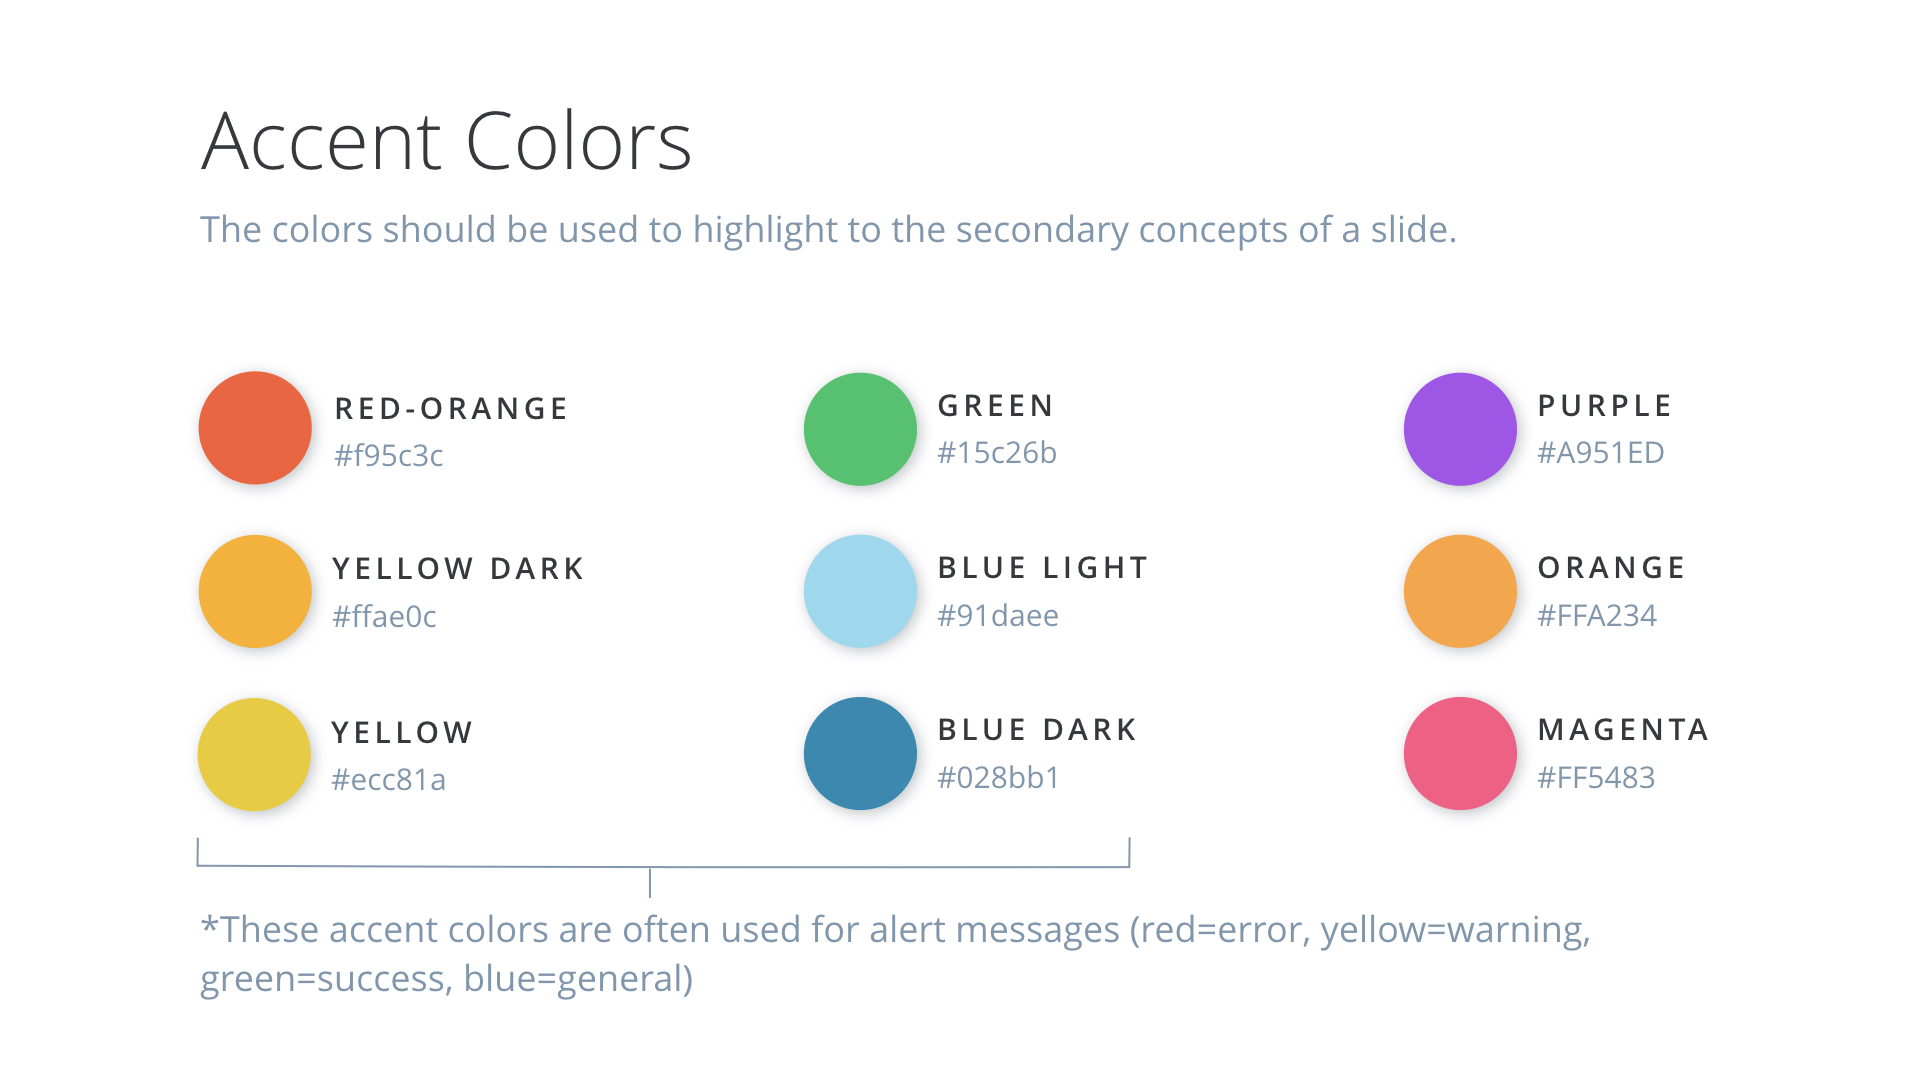 Accent Colors
The colors should be used to highlight to the secondary concepts of a slide.
RED-ORANGE
#f95c3c
YELLOW DARK
#ffae0c
YELLOW
#ecc81a
GREEN
#15c26b
BLUE LIGHT
#91daee
BLUE DARK
#028bb1
PURPLE
#A951ED
ORANGE
#FFA234
MAGENTA
#FF5483
*These accent colors are often used for alert messages (red=error, yellow=warning,
green=success, blue=general)